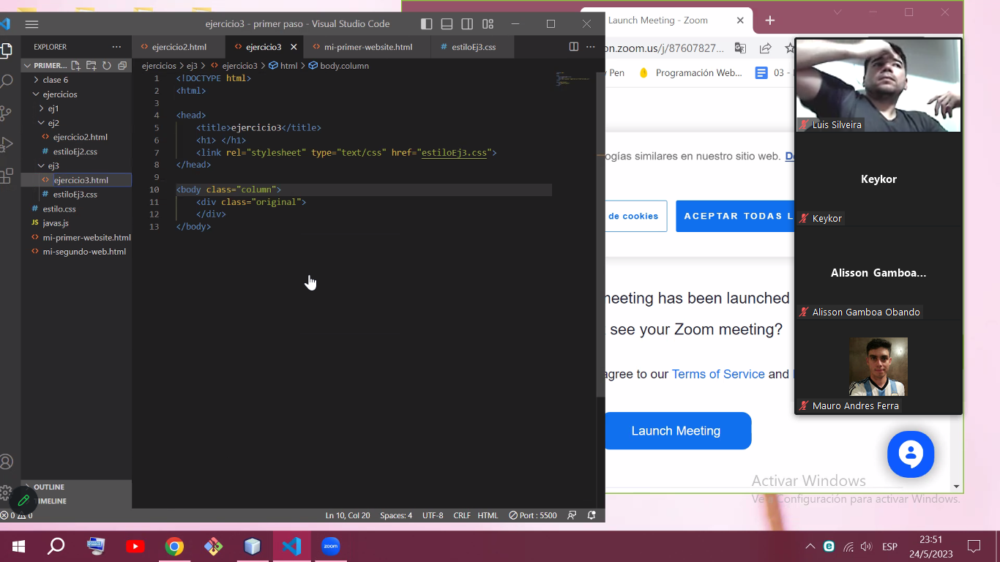 ejercicio3 - primer paso - Visual Studio Code
EXPLORER
ejercicio2.html
ejercicio3
mi-primer-website.html
estiloEj3.css
PRIMER...
clase 6
ejercicios
ej1
ej2
ejercicio2.html
estiloEj2.css
ej3
ejercicio3.html
estiloEj3.css
estilo.css
JS javas.js
mi-primer-website.html
mi-segundo-web.html
OUTLINE
TIMELINE
ejercicios > ej3 > ejercicio3 > html > body.column
1 <!DOCTYPE html>
2 <html>
3
4 <head>
5 <title>ejercicio3</title>
6 <h1> </h1>
7 <link rel="stylesheet" type="text/css" href="estiloEj3.css">
8 </head>
9
10 <body class="column">
11 <div class="original">
12 </div>
13 </body>
0 0
Ln 10, Col 20 Spaces: 4 UTF-8 CRLF HTML Port : 5500
Launch Meeting - Zoom
on.zoom.us/j/87607827...
Pen
Programación Web...
03 -
ogías similares en nuestro sitio web.
de cookies
ACEPTAR TODAS L
meeting has been launched
see your Zoom meeting?
agree to our Terms of Service and
Launch Meeting
Luis Silveira
Keykor
Keykor
Alisson Gamboa...
Alisson Gamboa Obando
Mauro Andres Ferra
Activar Windows
Ve a Configuración para activar Windows.
zoom
ESP
23:51
24/5/2023